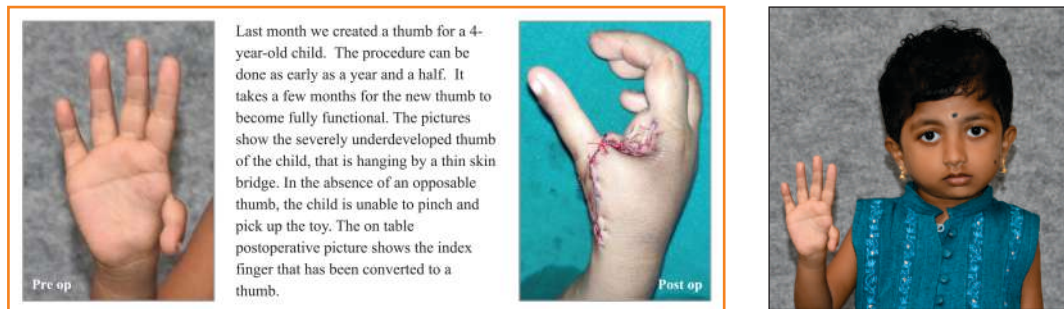 Last month we created a thumb for a 4-
year-old child. The procedure can be
done as early as a year and a half. It
takes a few months for the new thumb to
become fully functional. The pictures
show the severely underdeveloped thumb
of the child, that is hanging by a thin skin
bridge. In the absence of an opposable
thumb, the child is unable to pinch and
pick up the toy. The on table
postoperative picture shows the index
finger that has been converted to a
thumb.
Pre op
Post op